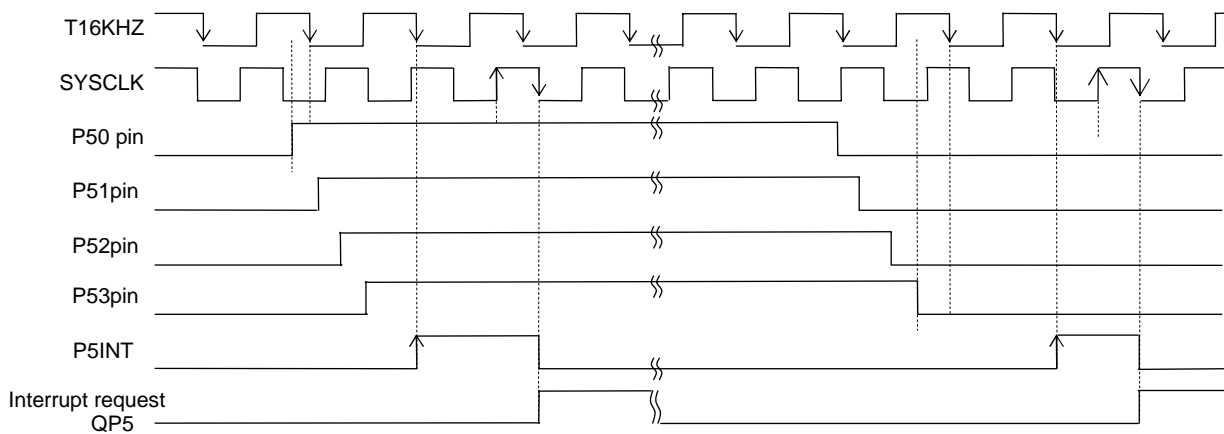 T16KHZ
SYSCLK
P50 pin
P51pin
P52pin
P53pin
P5INT
Interrupt request
QP5